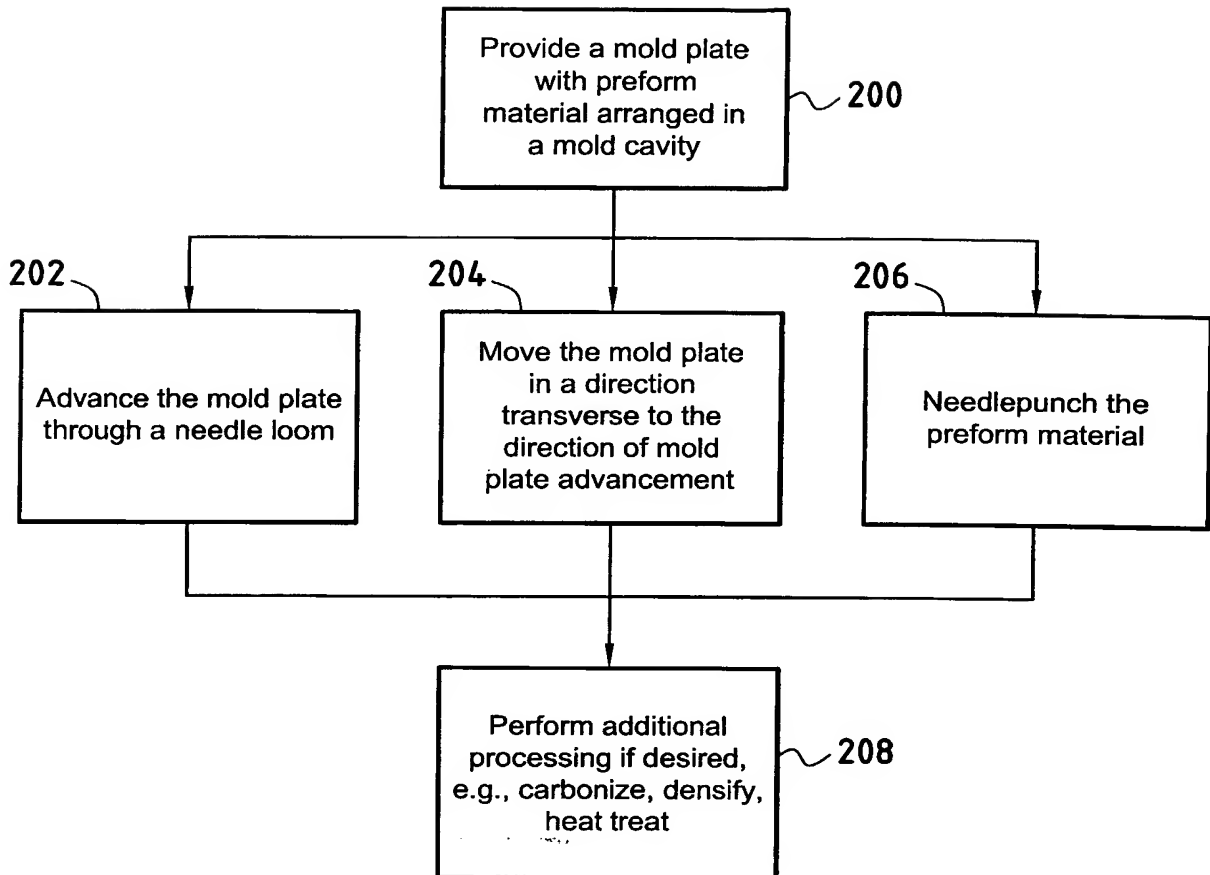 Provide a mold plate
with preform
material arranged in
a mold cavity
200
202
Advance the mold plate
through a needle loom
204
Move the mold plate
in a direction
transverse to the
direction of mold
plate advancement
206
Needlepunch the
preform material
Perform additional
processing if desired,
e.g., carbonize, densify,
heat treat
208